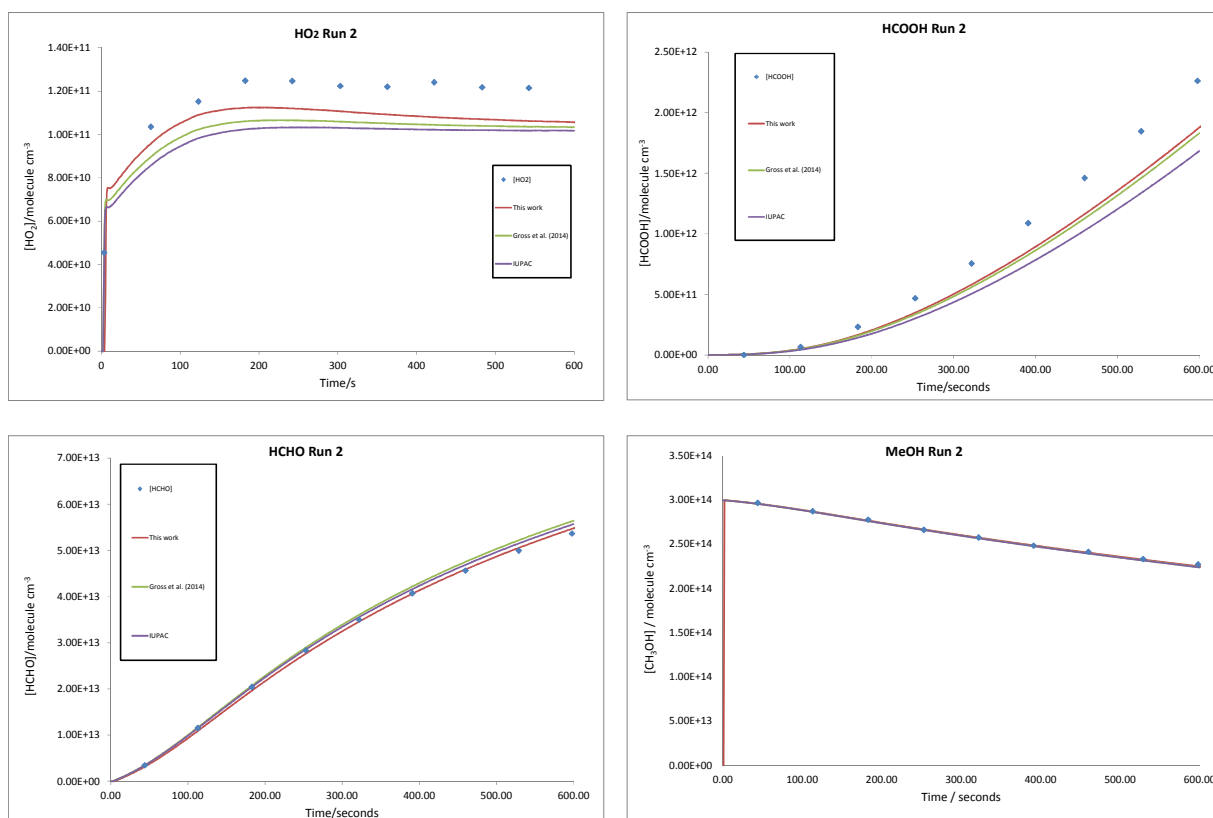 HO2 Run 2
1.40E+11
1.20E+11
1.00E+11
8.00E+10
6.00E+10
4.00E+10
2.00E+10
0.00E+00
[HO2]/molecule cm-3
0 100 200 300 400 500 600
Time/s
[HO2]
This work
Gross et al. (2014)
IUPAC
HCOOH Run 2
2.50E+12
2.00E+12
1.50E+12
1.00E+12
5.00E+11
0.00E+00
[HCOOH]/molecule cm-3
0.00 100.00 200.00 300.00 400.00 500.00 600.00
Time/seconds
[HCOOH]
This work
Gross et al. (2014)
IUPAC
HCHO Run 2
7.00E+13
6.00E+13
5.00E+13
4.00E+13
3.00E+13
2.00E+13
1.00E+13
0.00E+00
[HCHO]/molecule cm-3
0.00 100.00 200.00 300.00 400.00 500.00 600.00
Time/seconds
[HCHO]
This work
Gross et al. (2014)
IUPAC
MeOH Run 2
3.50E+14
3.00E+14
2.50E+14
2.00E+14
1.50E+14
1.00E+14
5.00E+13
0.00E+00
[CH3OH] / molecule cm-3
0.00 100.00 200.00 300.00 400.00 500.00 600.00
Time / seconds